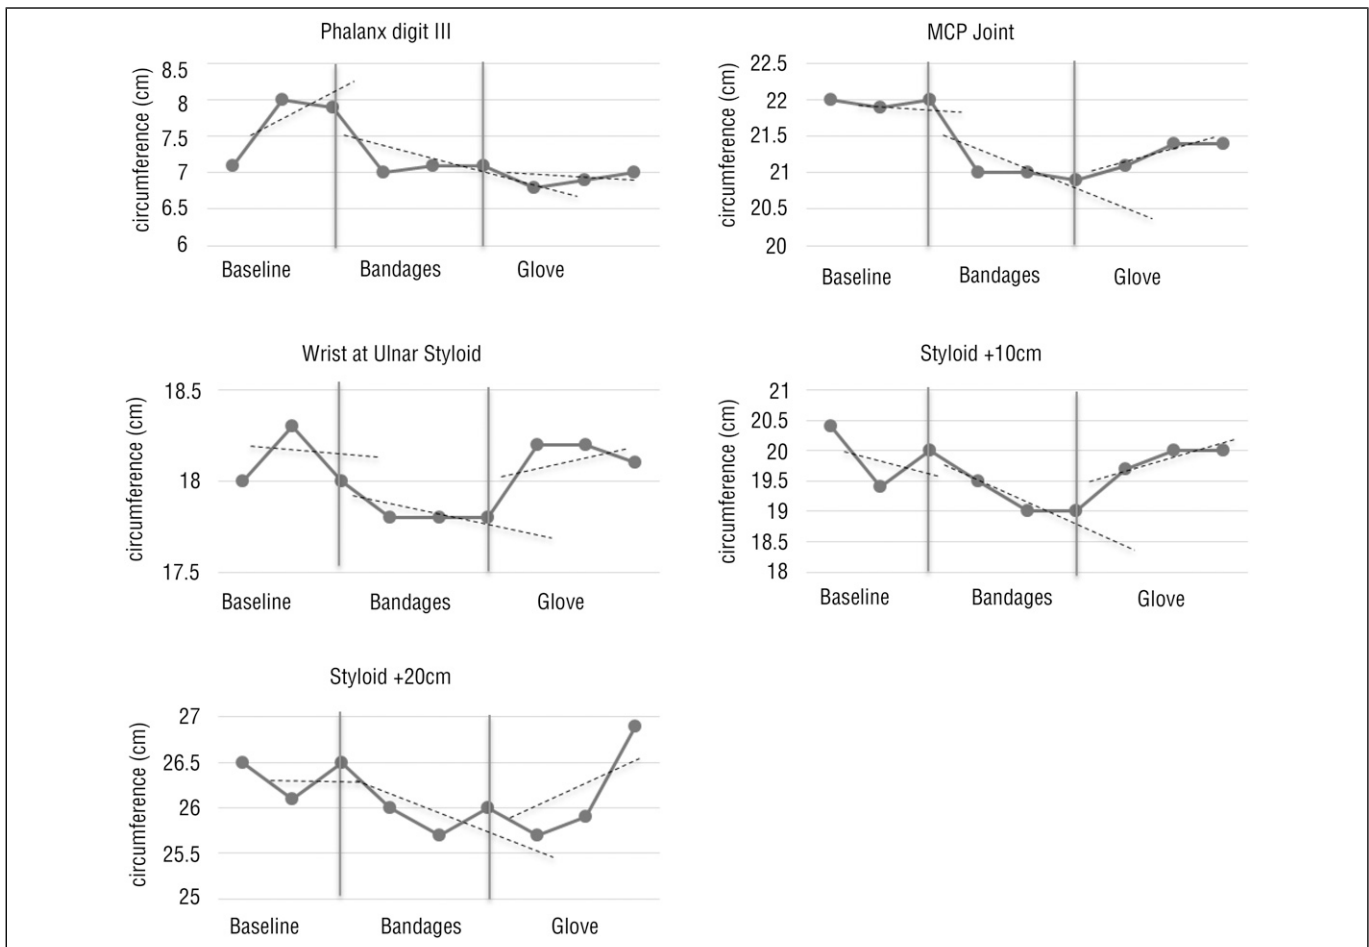 Phalanx digit III
circumference (cm)
8.5
8
7.5
7
6.5
6
Baseline Bandages Glove
MCP Joint
circumference (cm)
22.5
22
21.5
21
20.5
20
Baseline Bandages Glove
Wrist at Ulnar Styloid
circumference (cm)
18.5
18
17.5
Baseline Bandages Glove
Styloid +10cm
circumference (cm)
21
20.5
20
19.5
19
18.5
18
Baseline Bandages Glove
Styloid +20cm
circumference (cm)
27
26.5
26
25.5
25
Baseline Bandages Glove